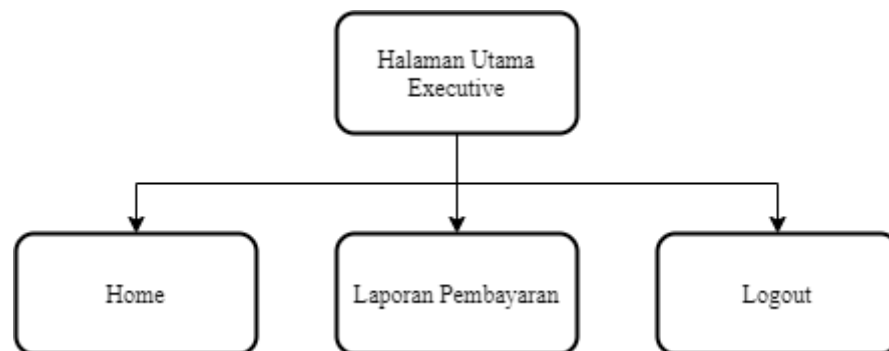 Halaman Utama
Executive
Home
Laporan Pembayaran
Logout